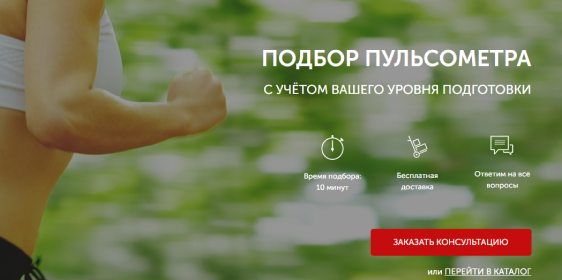 ПОДБОР ПУЛЬСОМЕТРА
С УЧЁТОМ ВАШЕГО УРОВНЯ ПОДГОТОВКИ
Время подбора:
10 минут
Бесплатная
доставка
Ответим на все
вопросы
ЗАКАЗАТЬ КОНСУЛЬТАЦИЮ
или ПЕРЕЙТИ В КАТАЛОГ